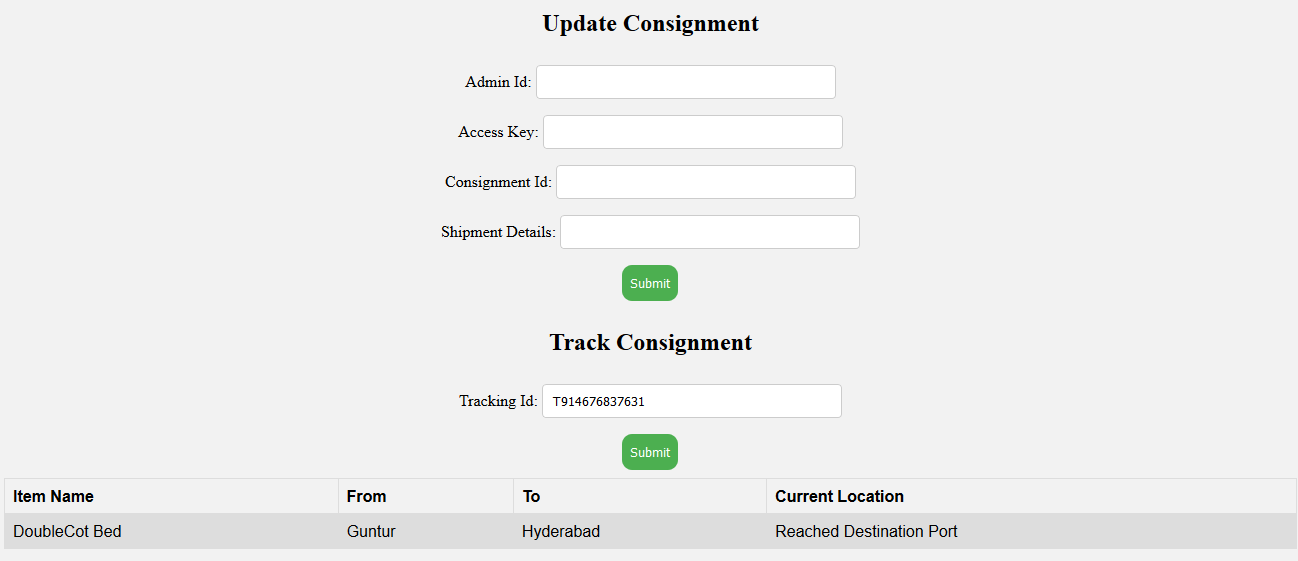 Update Consignment
Admin Id:
Access Key:
Consignment Id:
Shipment Details:
Submit
Track Consignment
Tracking Id: T914676837631
Submit
Item Name From To Current Location
DoubleCot Bed Guntur Hyderabad Reached Destination Port